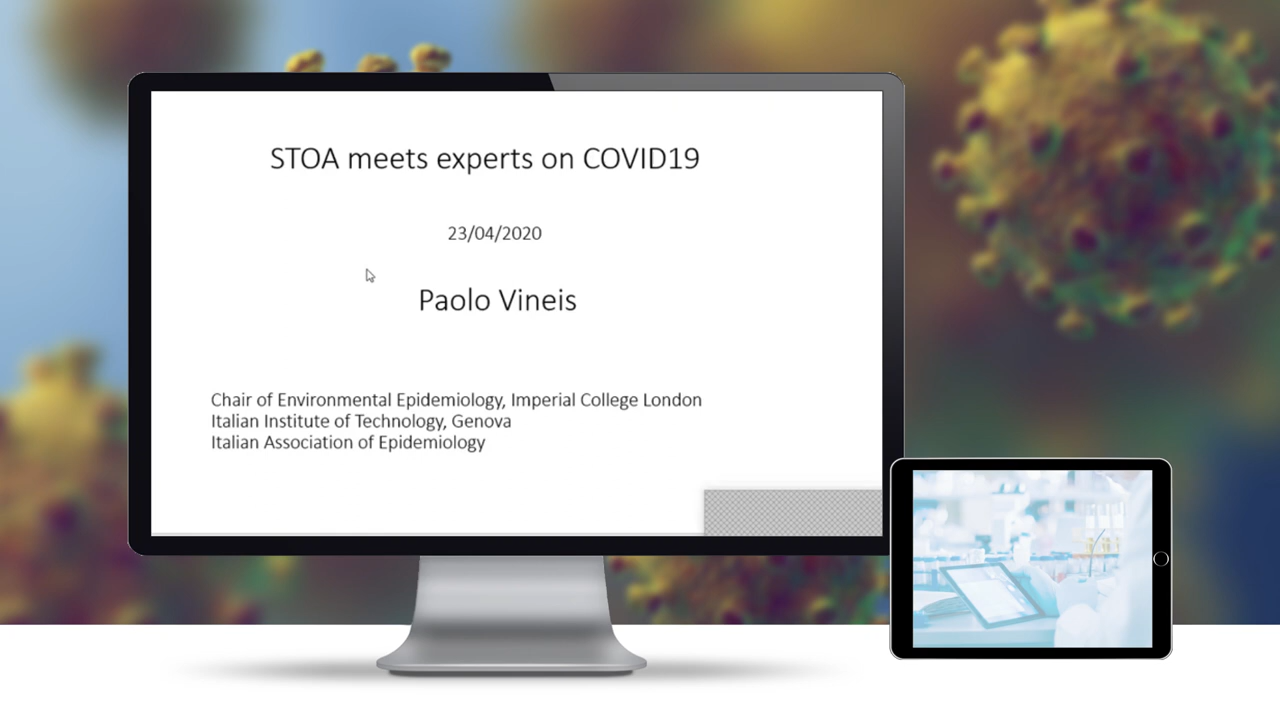 STOA meets experts on COVID19
23/04/2020
Paolo Vineis
Chair of Environmental Epidemiology, Imperial College London
Italian Institute of Technology, Genova
Italian Association of Epidemiology